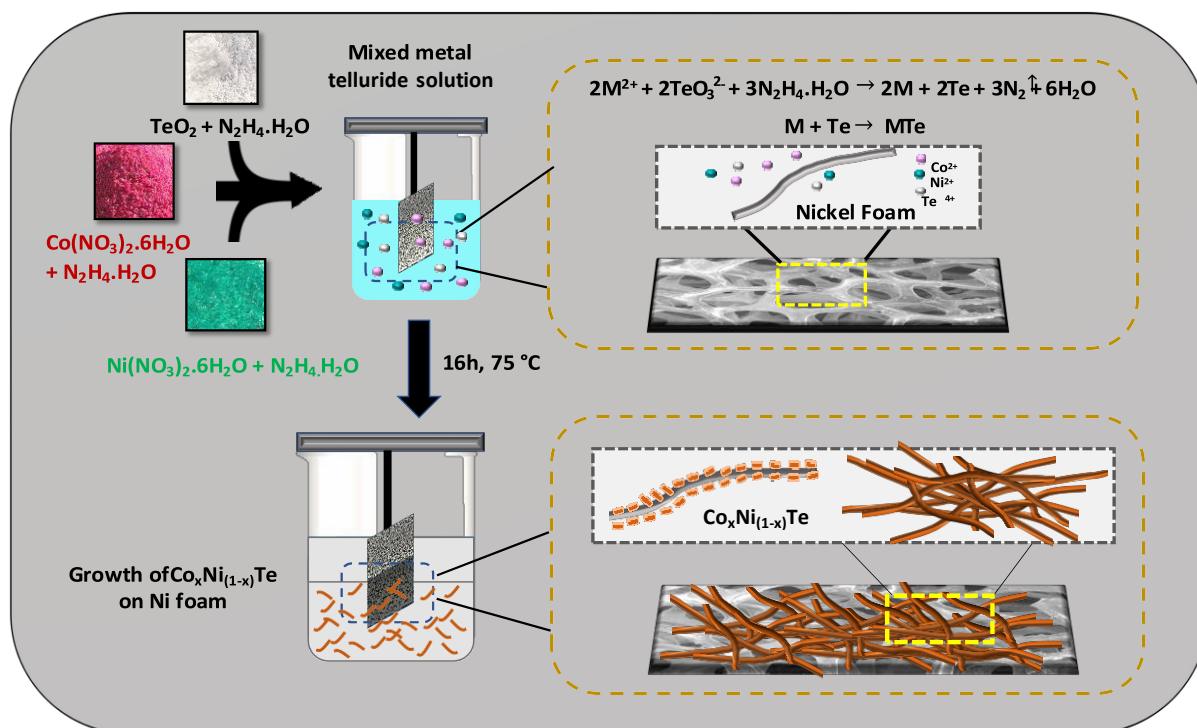 Mixed metal
telluride solution
TeO₂ + N₂H₄.H₂O
Co(NO₃)₂.6H₂O
+ N₂H₄.H₂O
Ni(NO₃)₂.6H₂O + N₂H₄.H₂O
2M²⁺ + 2TeO₃²⁻ + 3N₂H₄.H₂O → 2M + 2Te + 3N₂↑ + 6H₂O
M + Te → MTe
Co²⁺
Ni²⁺
Te ⁴⁺
Nickel Foam
16h, 75 °C
Growth ofCoₓNi₍₁₋ₓ₎Te
on Ni foam
CoₓNi₍₁₋ₓ₎Te